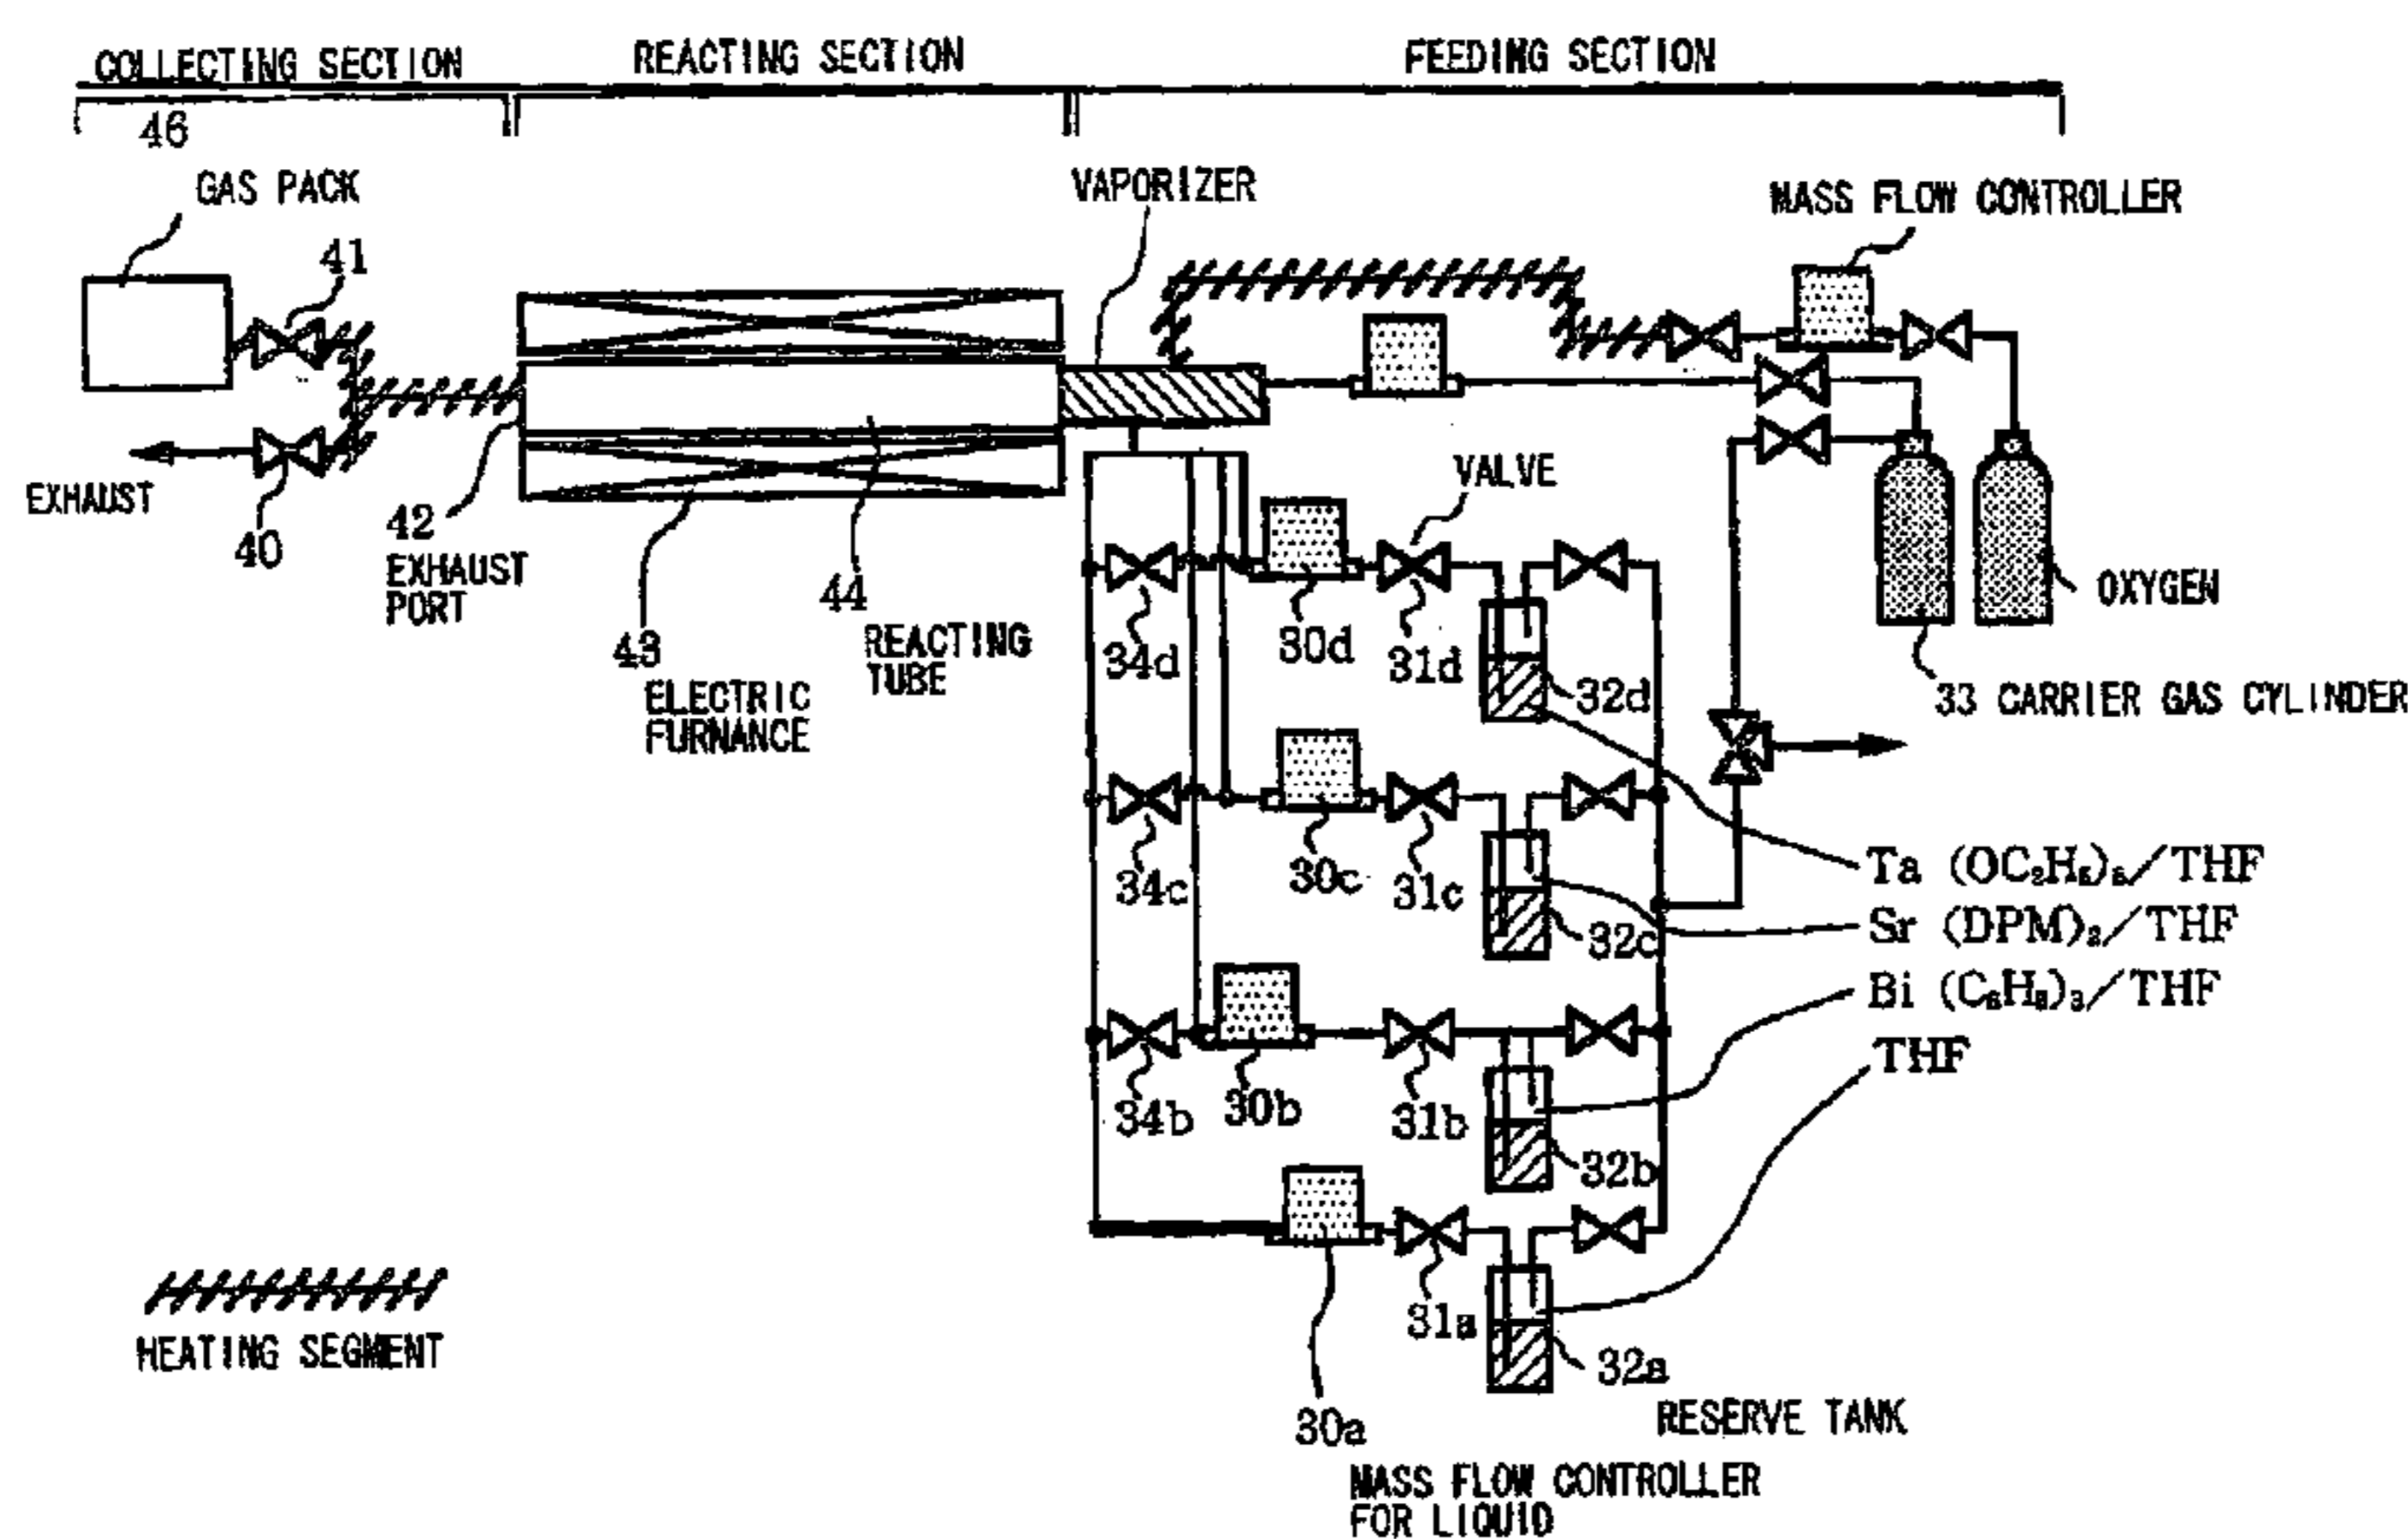 COLLECTING SECTION
REACTING SECTION
FEEDING SECTION
46
GAS PACK
VAPORIZER
MASS FLOW CONTROLLER
41
EXHAUST
40
42
EXHAUST
PORT
43
ELECTRIC
FURNANCE
44
REACTING
TUBE
VALVE
34d
30d
31d
32d
OXYGEN
33 CARRIER GAS CYLINDER
34c
30c
31c
32c
Ta (OC₂H₅)₅/THF
Sr (DPM)₂/THF
Bi (C₆H₅)₃/THF
THF
34b
30b
31b
32b
31a
32a
30a
RESERVE TANK
MASS FLOW CONTROLLER
FOR LIQUID
HEATING SEGMENT